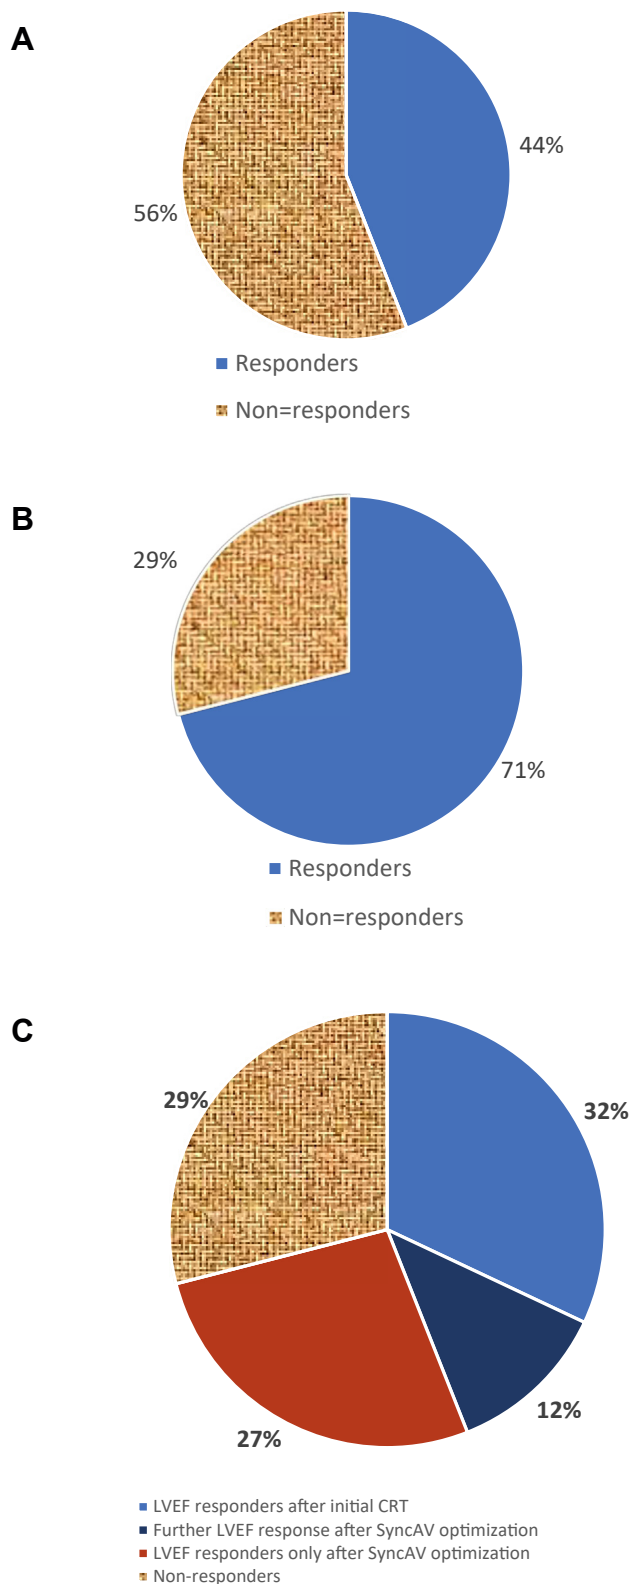 A
44%
56%
Responders
Non=responders
B
29%
71%
Responders
Non=responders
C
29%
32%
12%
27%
LVEF responders after initial CRT
Further LVEF response after SyncAV optimization
LVEF responders only after SyncAV optimization
Non-responders